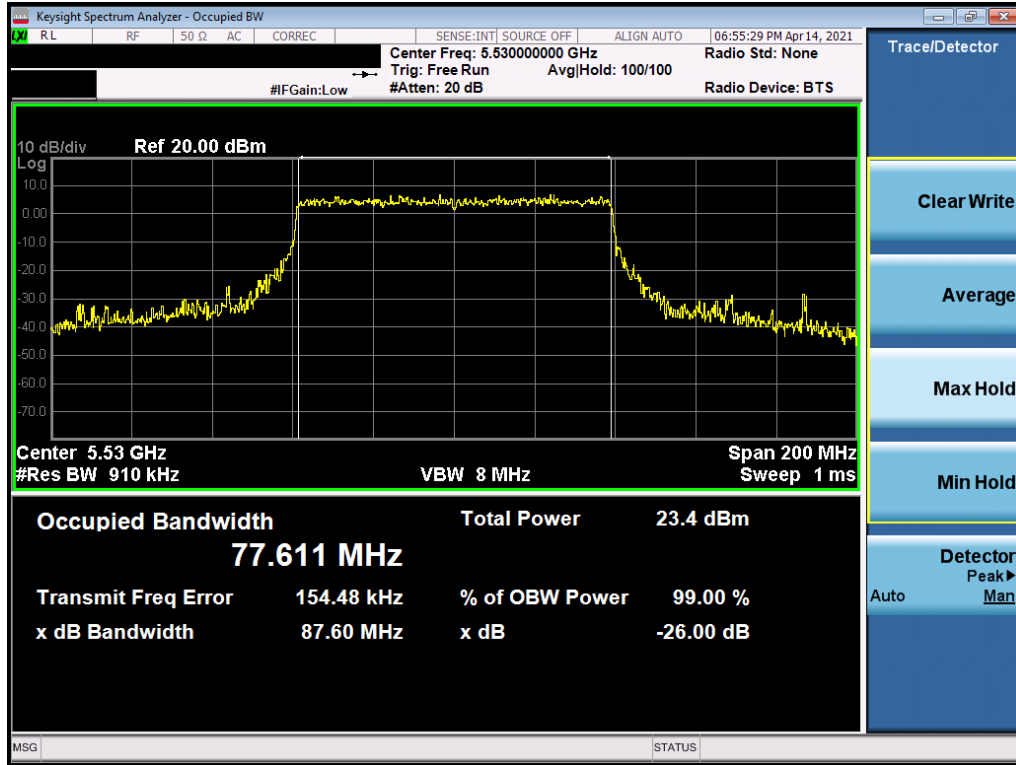 Keysight Spectrum Analyzer - Occupied BW
LXI RL RF 50 Ω AC CORREC SENSE:INT SOURCE OFF ALIGN AUTO 06:55:29 PM Apr 14, 2021
Center Freq: 5.530000000 GHz Radio Std: None
Trig: Free Run Avg|Hold: 100/100
#IFGain:Low #Atten: 20 dB Radio Device: BTS
Trace/Detector
10 dB/div Ref 20.00 dBm
Log
10.0
0.00
-10.0
-20.0
-30.0
-40.0
-50.0
-60.0
-70.0
Center 5.53 GHz Span 200 MHz
#Res BW 910 kHz VBW 8 MHz Sweep 1 ms
Occupied Bandwidth Total Power 23.4 dBm
77.611 MHz
Transmit Freq Error 154.48 kHz % of OBW Power 99.00 %
x dB Bandwidth 87.60 MHz x dB -26.00 dB
Clear Write
Average
Max Hold
Min Hold
Detector
Peak▶
Auto Man
MSG STATUS